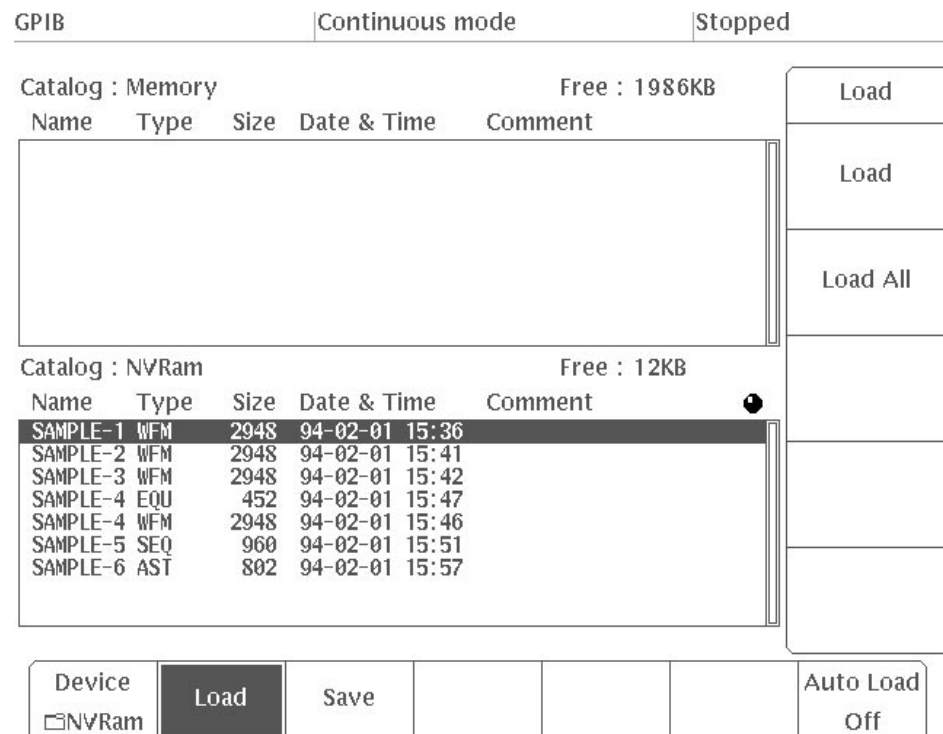 GPIB Continuous mode Stopped
Catalog : Memory Free : 1986KB
Name Type Size Date & Time Comment
Catalog : NVRam Free : 12KB
Name Type Size Date & Time Comment
SAMPLE-1 WFM 2948 94-02-01 15:36
SAMPLE-2 WFM 2948 94-02-01 15:41
SAMPLE-3 WFM 2948 94-02-01 15:42
SAMPLE-4 EQU 452 94-02-01 15:47
SAMPLE-4 WFM 2948 94-02-01 15:46
SAMPLE-5 SEQ 960 94-02-01 15:51
SAMPLE-6 AST 802 94-02-01 15:57
Load
Load
Load All
Device
NVRam
Load
Save
Auto Load
Off